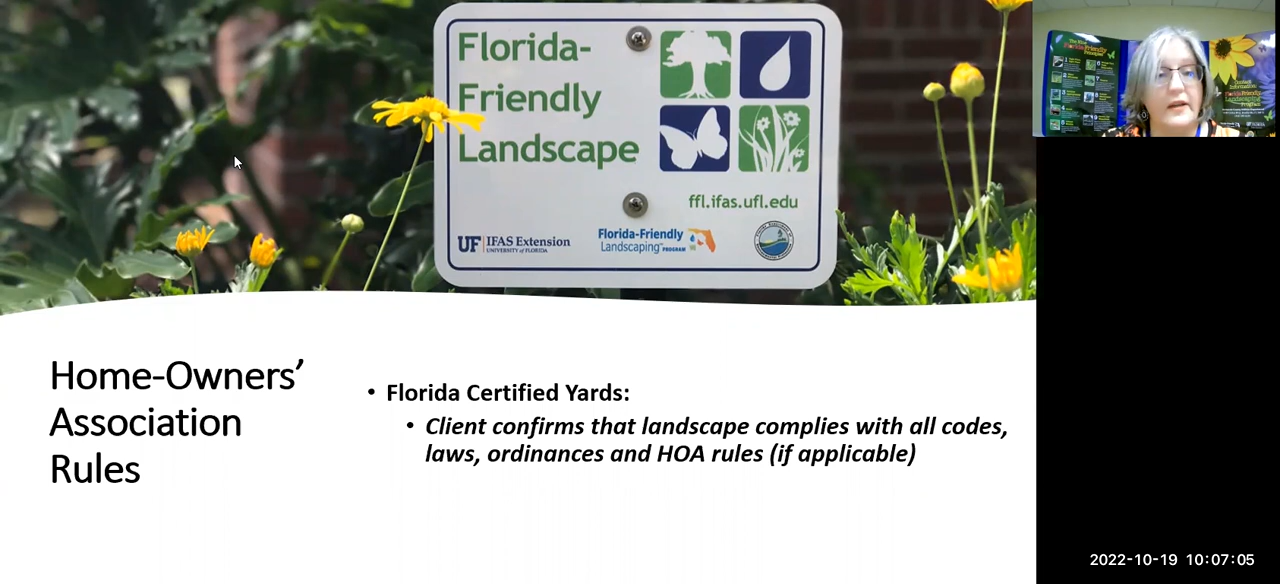 Florida-
Friendly
Landscape
ffl.ifas.ufl.edu
UF IFAS Extension
UNIVERSITY of FLORIDA
Florida-Friendly
Landscaping™ PROGRAM
Home-Owners’
Association
Rules
• Florida Certified Yards:
• Client confirms that landscape complies with all codes,
laws, ordinances and HOA rules (if applicable)
2022-10-19 10:07:05